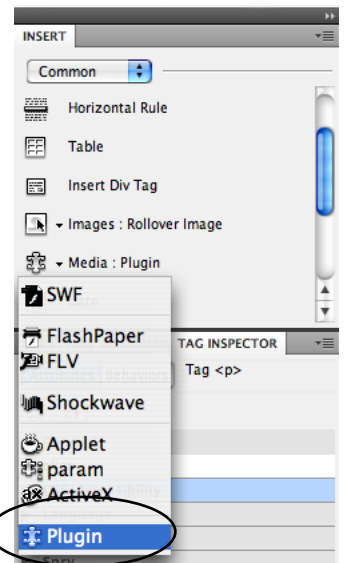 INSERT
Common
Horizontal Rule
Table
Insert Div Tag
Images : Rollover Image
Media : Plugin
SWF
FlashPaper
TAG INSPECTOR
FLV
Tag <p>
Shockwave
Applet
param
ActiveX
Plugin